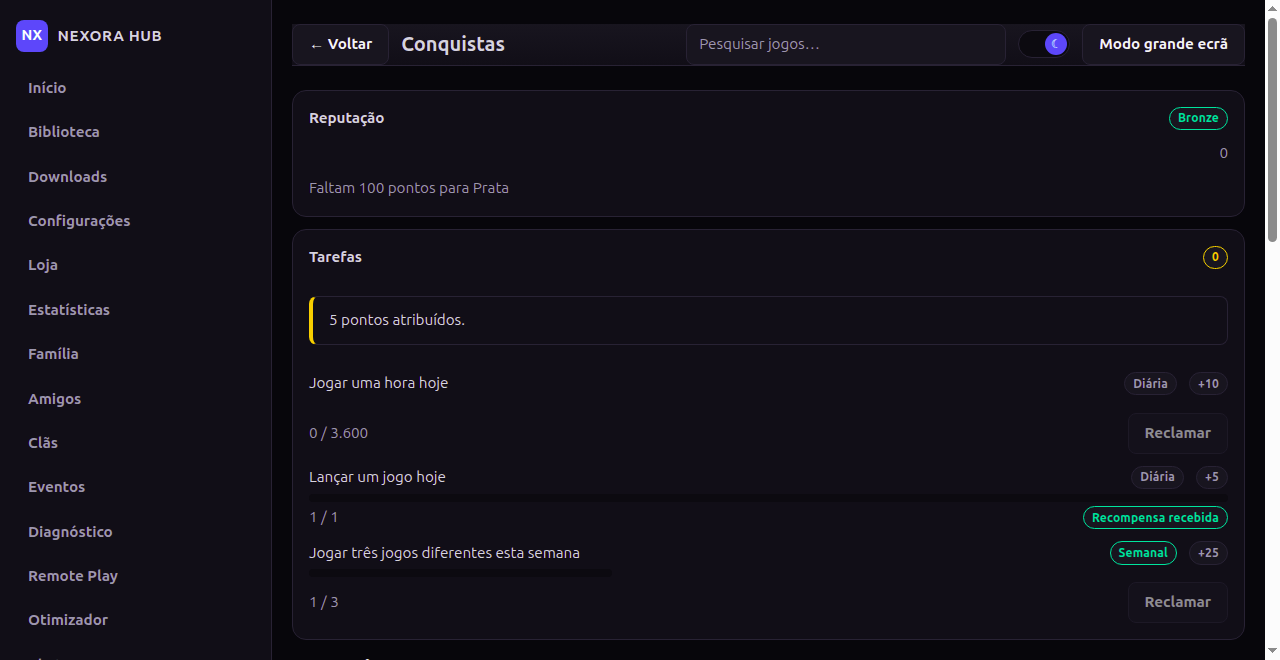 NX NEXORA HUB
Início
Biblioteca
Downloads
Configurações
Loja
Estatísticas
Família
Amigos
Clãs
Eventos
Diagnóstico
Remote Play
Otimizador
← Voltar Conquistas Pesquisar jogos… Modo grande ecrã
Reputação Bronze
0
Faltam 100 pontos para Prata
Tarefas 0
5 pontos atribuídos.
Jogar uma hora hoje Diária +10
0 / 3.600 Reclamar
Lançar um jogo hoje Diária +5
1 / 1 Recompensa recebida
Jogar três jogos diferentes esta semana Semanal +25
1 / 3 Reclamar